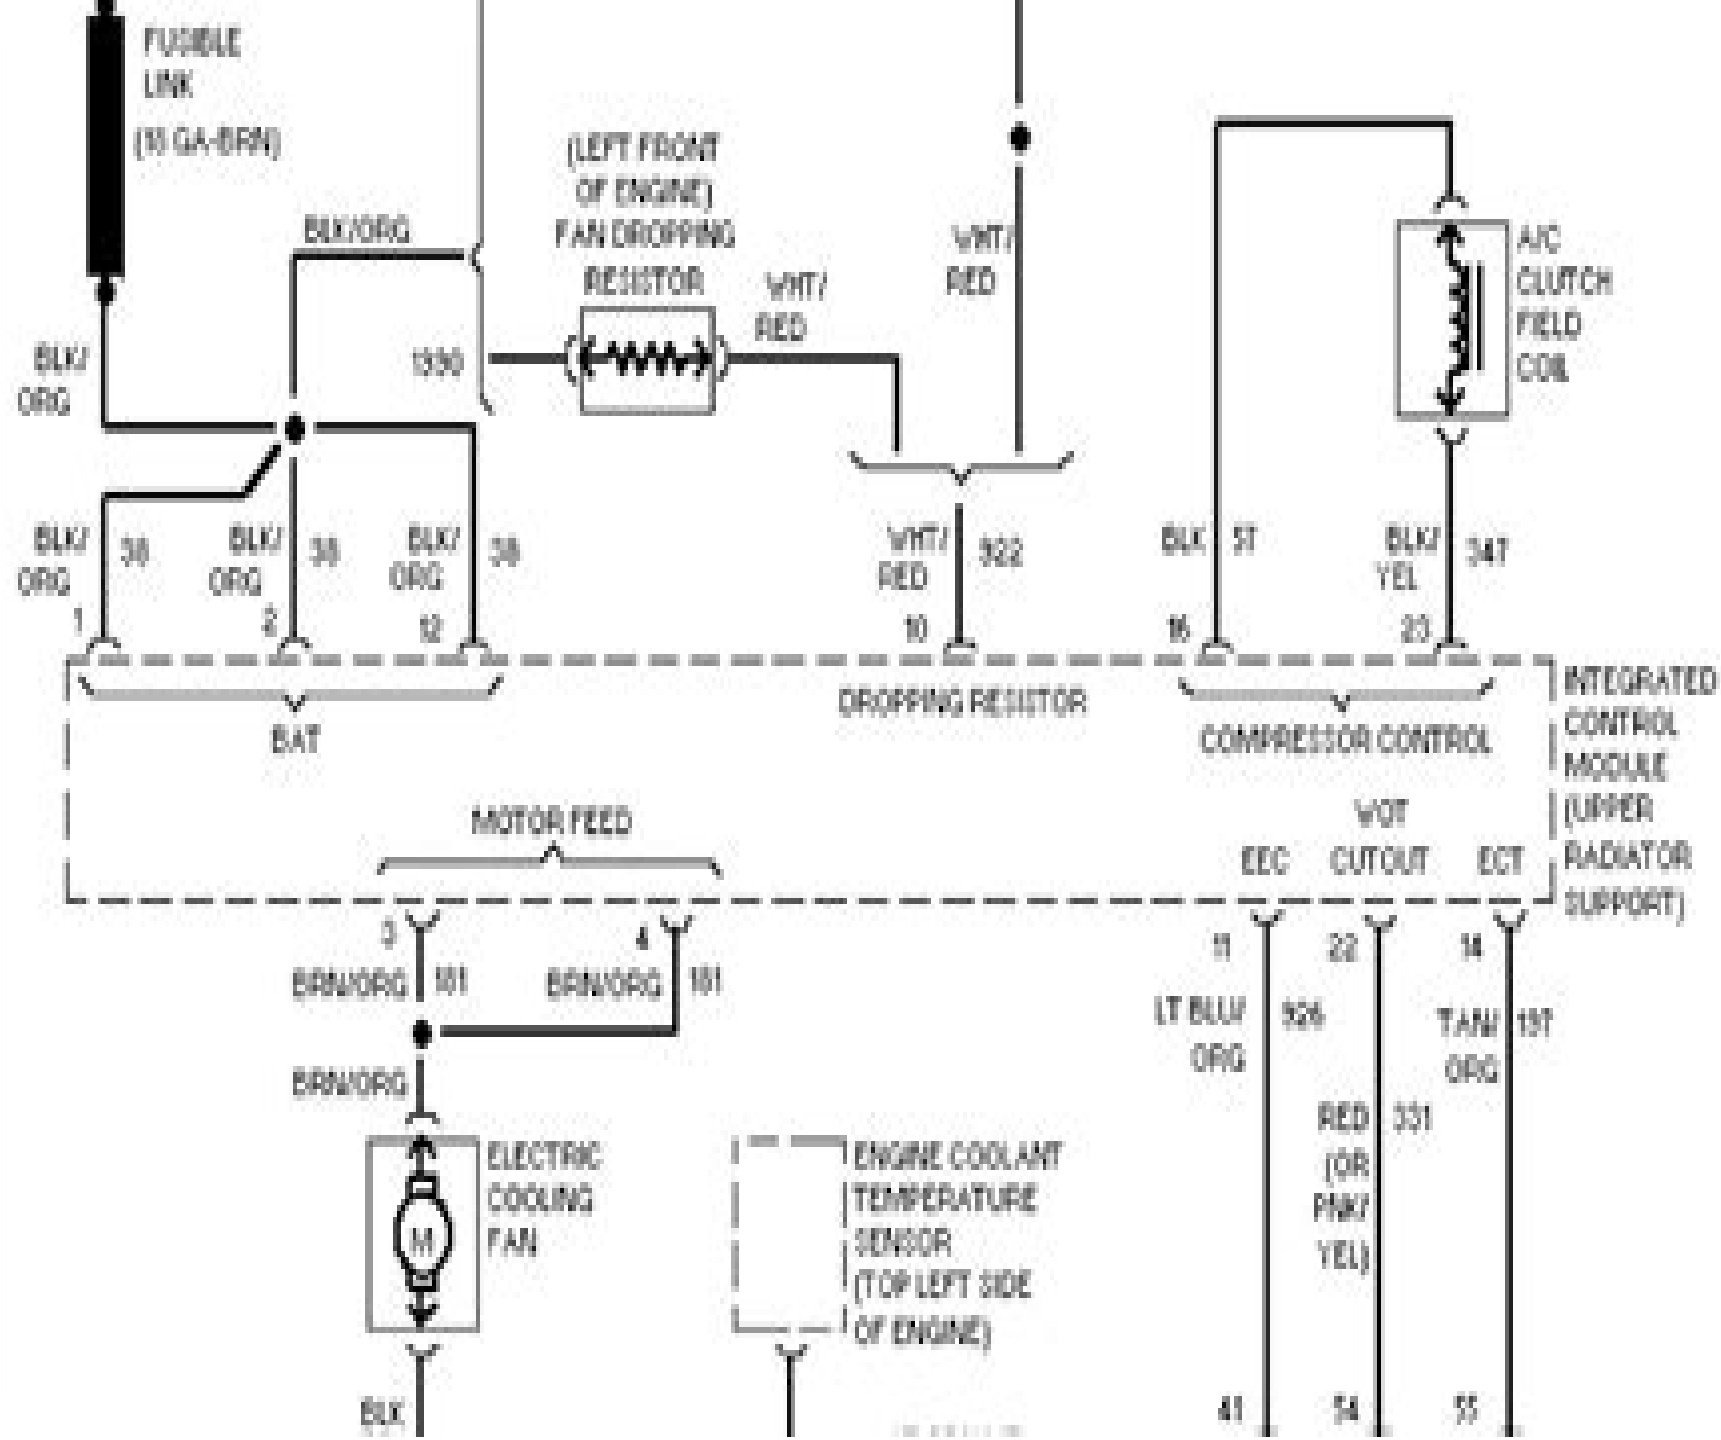 FUSIBLE
LINK
(18 GA-BRN)
(LEFT FRONT
OF ENGINE)
FAN DROPPING
RESISTOR
BLK/ORG
WHT/
RED
WHT/
RED
A/C
CLUTCH
FIELD
COIL
BLK/
ORG
1990
BLK/
ORG
38
BLK/
ORG
38
BLK/
ORG
38
WHT/
RED
922
BLK
57
BLK/
YEL
347
1
2
12
10
16
23
BAT
DROPPING RESISTOR
COMPRESSOR CONTROL
INTEGRATED
CONTROL
MODULE
(UPPER
RADIATOR
SUPPORT)
MOTOR FEED
WOT
EEC
CUTOUT
ECT
3
4
11
22
14
BRN/ORG
181
BRN/ORG
181
LT BLU/
ORG
926
TAN/
ORG
197
BRN/ORG
RED
(OR
PNK/
YEL)
331
ELECTRIC
COOLING
FAN
M
ENGINE COOLANT
TEMPERATURE
SENSOR
(TOP LEFT SIDE
OF ENGINE)
BLK
41
54
55